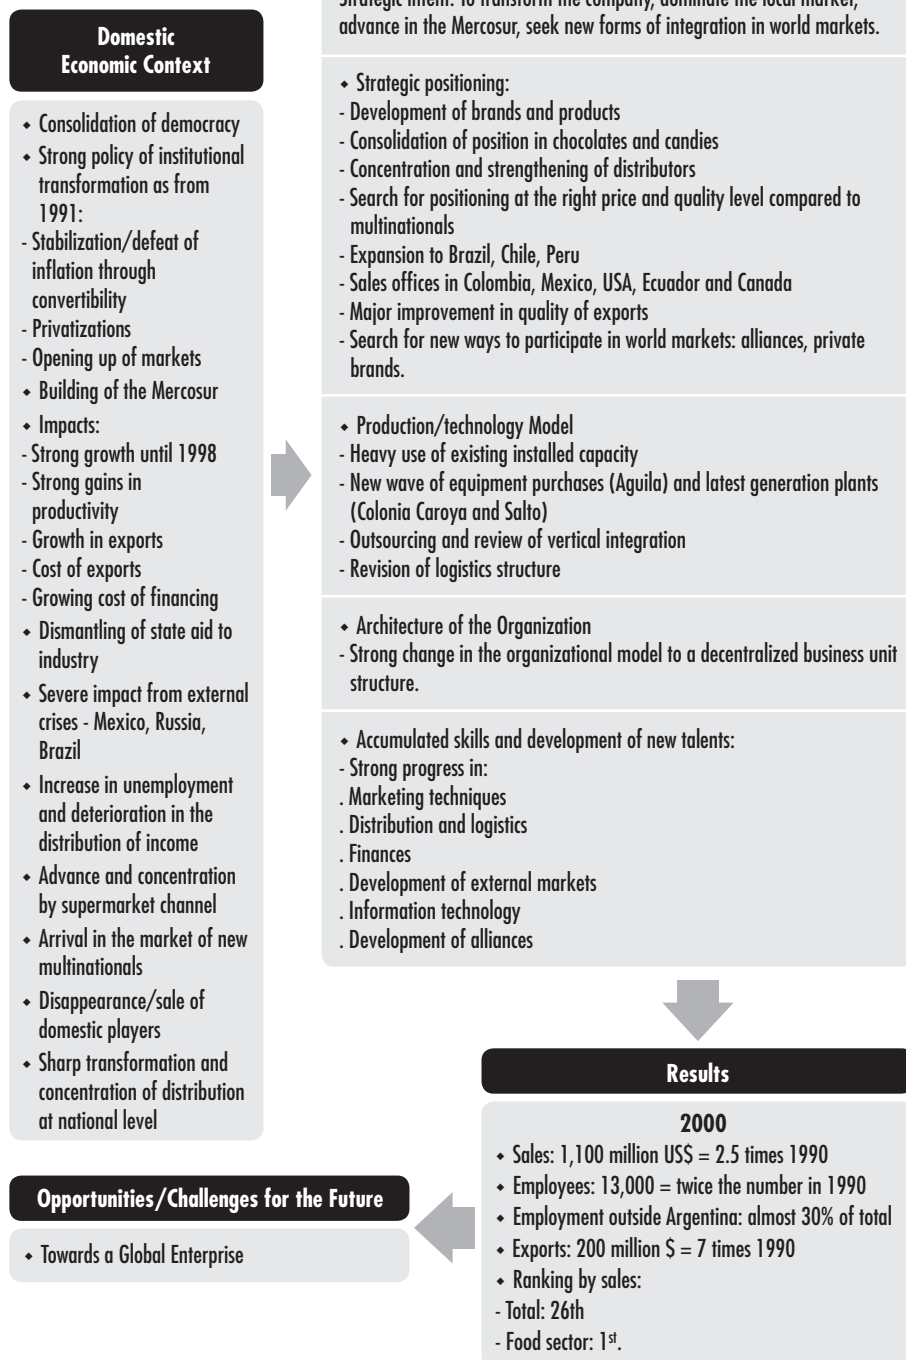 Domestic
Economic Context
◆ Consolidation of democracy
◆ Strong policy of institutional
transformation as from
1991:
- Stabilization/defeat of
inflation through
convertibility
- Privatizations
- Opening up of markets
◆ Building of the Mercosur
◆ Impacts:
- Strong growth until 1998
- Strong gains in
productivity
- Growth in exports
- Cost of exports
- Growing cost of financing
◆ Dismantling of state aid to
industry
◆ Severe impact from external
crises - Mexico, Russia,
Brazil
◆ Increase in unemployment
and deterioration in the
distribution of income
◆ Advance and concentration
by supermarket channel
◆ Arrival in the market of new
multinationals
◆ Disappearance/sale of
domestic players
◆ Sharp transformation and
concentration of distribution
at national level
Strategic intent: To transform the company, dominate the local market,
advance in the Mercosur, seek new forms of integration in world markets.
◆ Strategic positioning:
- Development of brands and products
- Consolidation of position in chocolates and candies
- Concentration and strengthening of distributors
- Search for positioning at the right price and quality level compared to
multinationals
- Expansion to Brazil, Chile, Peru
- Sales offices in Colombia, Mexico, USA, Ecuador and Canada
- Major improvement in quality of exports
- Search for new ways to participate in world markets: alliances, private
brands.
◆ Production/technology Model
- Heavy use of existing installed capacity
- New wave of equipment purchases (Aguila) and latest generation plants
(Colonia Caroya and Salto)
- Outsourcing and review of vertical integration
- Revision of logistics structure
◆ Architecture of the Organization
- Strong change in the organizational model to a decentralized business unit
structure.
◆ Accumulated skills and development of new talents:
- Strong progress in:
. Marketing techniques
. Distribution and logistics
. Finances
. Development of external markets
. Information technology
. Development of alliances
Results
2000
◆ Sales: 1,100 million US$ = 2.5 times 1990
◆ Employees: 13,000 = twice the number in 1990
◆ Employment outside Argentina: almost 30% of total
◆ Exports: 200 million $ = 7 times 1990
◆ Ranking by sales:
- Total: 26th
- Food sector: 1st.
Opportunities/Challenges for the Future
◆ Towards a Global Enterprise